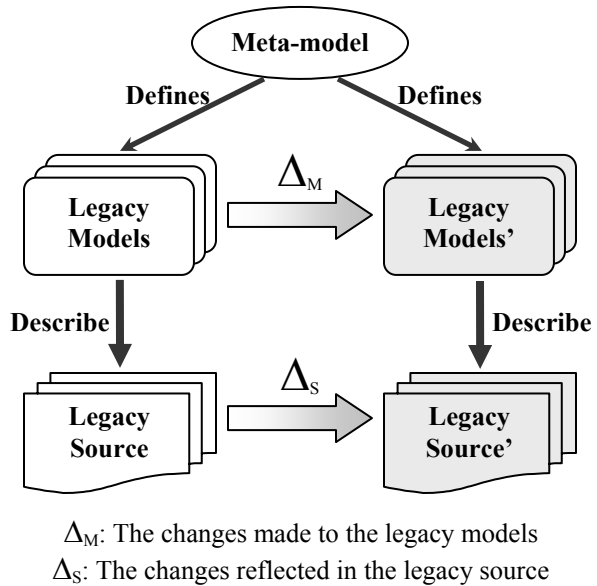 Meta-model
Defines
Defines
Legacy
Models
ΔM
Legacy
Models’
Describe
Describe
Legacy
Source
ΔS
Legacy
Source’
ΔM: The changes made to the legacy models
ΔS: The changes reflected in the legacy source